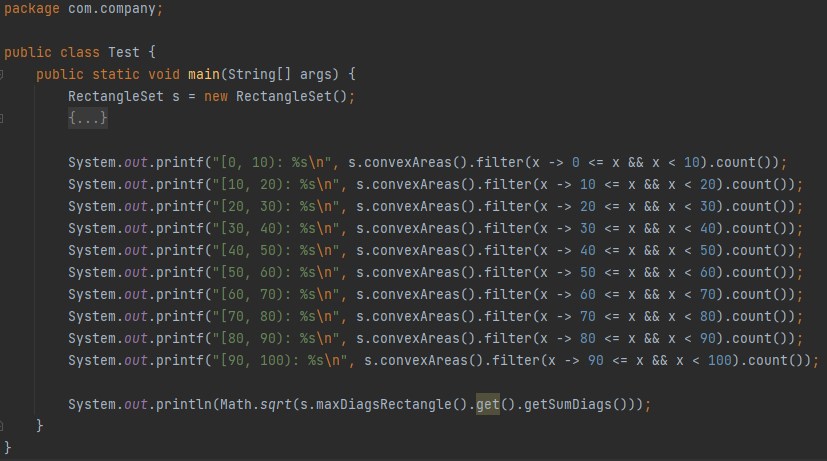 package com.company;
public class Test {
public static void main(String[] args) {
RectangleSet s = new RectangleSet();
{...}
System.out.printf("[0, 10): %s\n", s.convexAreas().filter(x -> 0 <= x && x < 10).count());
System.out.printf("[10, 20): %s\n", s.convexAreas().filter(x -> 10 <= x && x < 20).count());
System.out.printf("[20, 30): %s\n", s.convexAreas().filter(x -> 20 <= x && x < 30).count());
System.out.printf("[30, 40): %s\n", s.convexAreas().filter(x -> 30 <= x && x < 40).count());
System.out.printf("[40, 50): %s\n", s.convexAreas().filter(x -> 40 <= x && x < 50).count());
System.out.printf("[50, 60): %s\n", s.convexAreas().filter(x -> 50 <= x && x < 60).count());
System.out.printf("[60, 70): %s\n", s.convexAreas().filter(x -> 60 <= x && x < 70).count());
System.out.printf("[70, 80): %s\n", s.convexAreas().filter(x -> 70 <= x && x < 80).count());
System.out.printf("[80, 90): %s\n", s.convexAreas().filter(x -> 80 <= x && x < 90).count());
System.out.printf("[90, 100): %s\n", s.convexAreas().filter(x -> 90 <= x && x < 100).count());
System.out.println(Math.sqrt(s.maxDiagsRectangle().get().getSumDiags()));
}
}